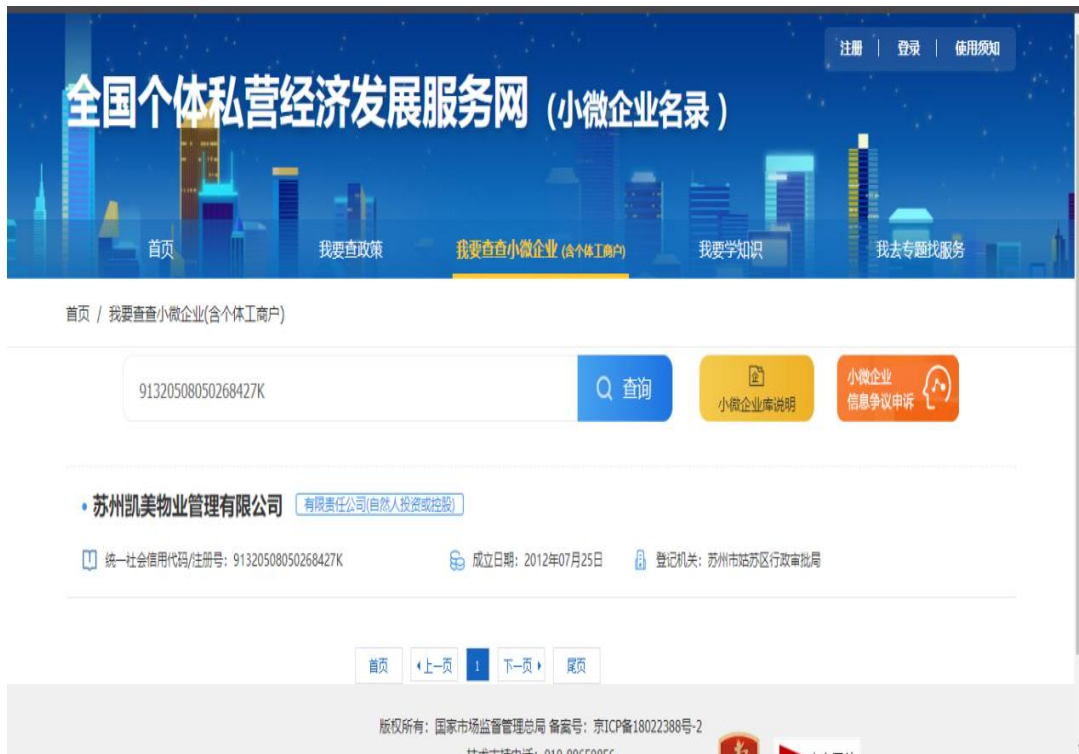 注册 | 登录 | 使用须知
全国个体私营经济发展服务网（小微企业名录）
首页 我要查政策 我要查查小微企业 (含个体工商户) 我要学知识 我去专题找服务
首页 / 我要查查小微企业(含个体工商户)
91320508050268427K 查询 小微企业库说明
小微企业
信息争议申诉
• 苏州凯美物业管理有限公司 有限责任公司(自然人投资或控股)
统一社会信用代码/注册号：91320508050268427K 成立日期：2012年07月25日 登记机关：苏州市姑苏区行政审批局
首页 上一页 1 下一页 尾页
版权所有：国家市场监督管理总局 备案号：京ICP备18022388号-2